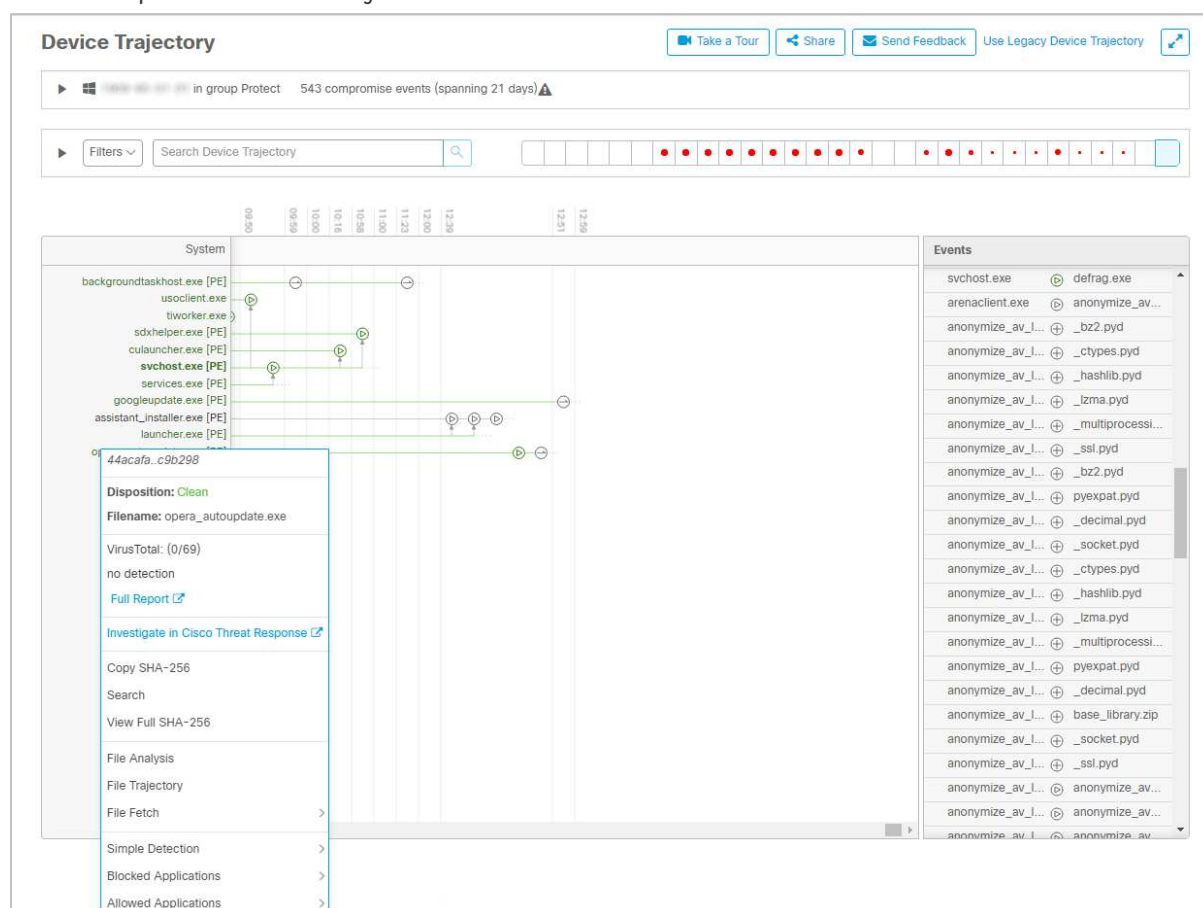 Device Trajectory
Take a Tour
Share
Send Feedback
Use Legacy Device Trajectory
in group Protect 543 compromise events (spanning 21 days)
Filters
Search Device Trajectory
09:50
09:59
10:00
10:16
10:58
11:00
11:23
12:00
12:39
12:51
12:59
System
backgroundtaskhost.exe [PE]
usoclient.exe
tiworker.exe
sdxhelper.exe [PE]
culauncher.exe [PE]
svchost.exe [PE]
services.exe [PE]
googleupdate.exe [PE]
assistant_installer.exe [PE]
launcher.exe [PE]
44acafa..c9b298
Disposition: Clean
Filename: opera_autoupdate.exe
VirusTotal: (0/69)
no detection
Full Report
Investigate in Cisco Threat Response
Copy SHA-256
Search
View Full SHA-256
File Analysis
File Trajectory
File Fetch
Simple Detection
Blocked Applications
Allowed Applications
Events
svchost.exe defrag.exe
arenaclient.exe anonymize_av...
anonymize_av_l... _bz2.pyd
anonymize_av_l... _ctypes.pyd
anonymize_av_l... _hashlib.pyd
anonymize_av_l... _lzma.pyd
anonymize_av_l... _multiprocessi...
anonymize_av_l... _ssl.pyd
anonymize_av_l... _bz2.pyd
anonymize_av_l... pyexpat.pyd
anonymize_av_l... _decimal.pyd
anonymize_av_l... _socket.pyd
anonymize_av_l... _ctypes.pyd
anonymize_av_l... _hashlib.pyd
anonymize_av_l... _lzma.pyd
anonymize_av_l... _multiprocessi...
anonymize_av_l... pyexpat.pyd
anonymize_av_l... _decimal.pyd
anonymize_av_l... base_library.zip
anonymize_av_l... _socket.pyd
anonymize_av_l... _ssl.pyd
anonymize_av_l... anonymize_av...
anonymize_av_l... anonymize_av...
anonymize_av_l... anonymize_av